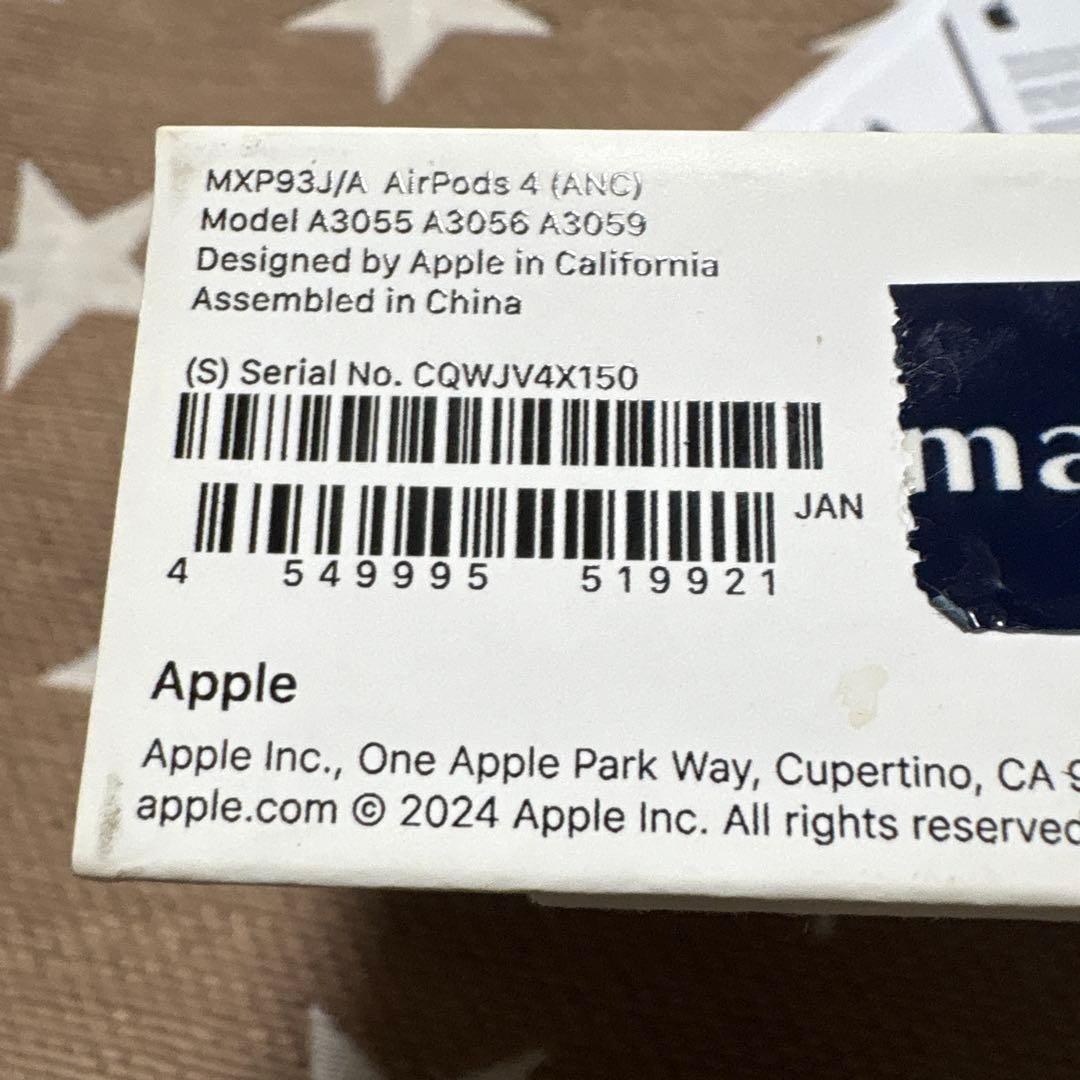 MXP93J/A AirPods 4 (ANC)
Model A3055 A3056 A3059
Designed by Apple in California
Assembled in China
(S) Serial No. CQWJV4X150
JAN
4 549995 519921
ma
Apple
Apple Inc., One Apple Park Way, Cupertino, CA
apple.com © 2024 Apple Inc. All rights reserved